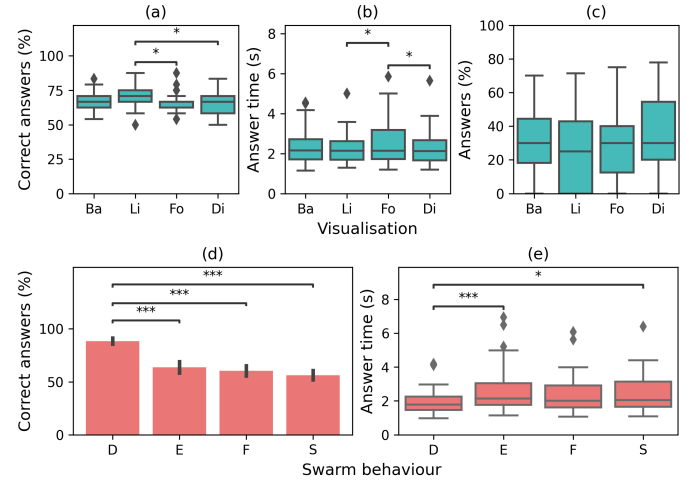 (a)
(b)
(c)
Correct answers (%)
100
75
50
25
0
*
*
Ba Li Fo Di
Answer time (s)
8
6
4
2
0
*
*
Ba Li Fo Di
Answers (%)
100
80
60
40
20
0
Ba Li Fo Di
Visualisation
(d)
(e)
Correct answers (%)
100
50
0
***
***
***
D E F S
Answer time (s)
8
6
4
2
0
*
***
D E F S
Swarm behaviour